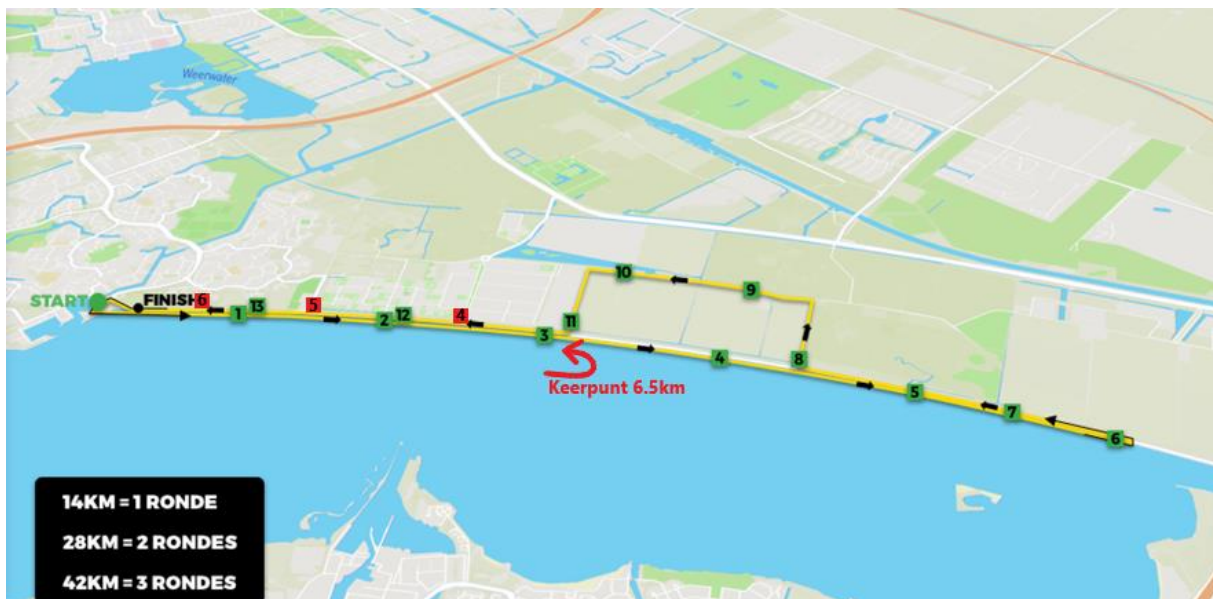 Weerwater
10
9
START
FINISH
6
13
5
1
2
12
4
11
3
4
8
Keerpunt 6.5km
5
7
6
14KM = 1 RONDE
28KM = 2 RONDES
42KM = 3 RONDES